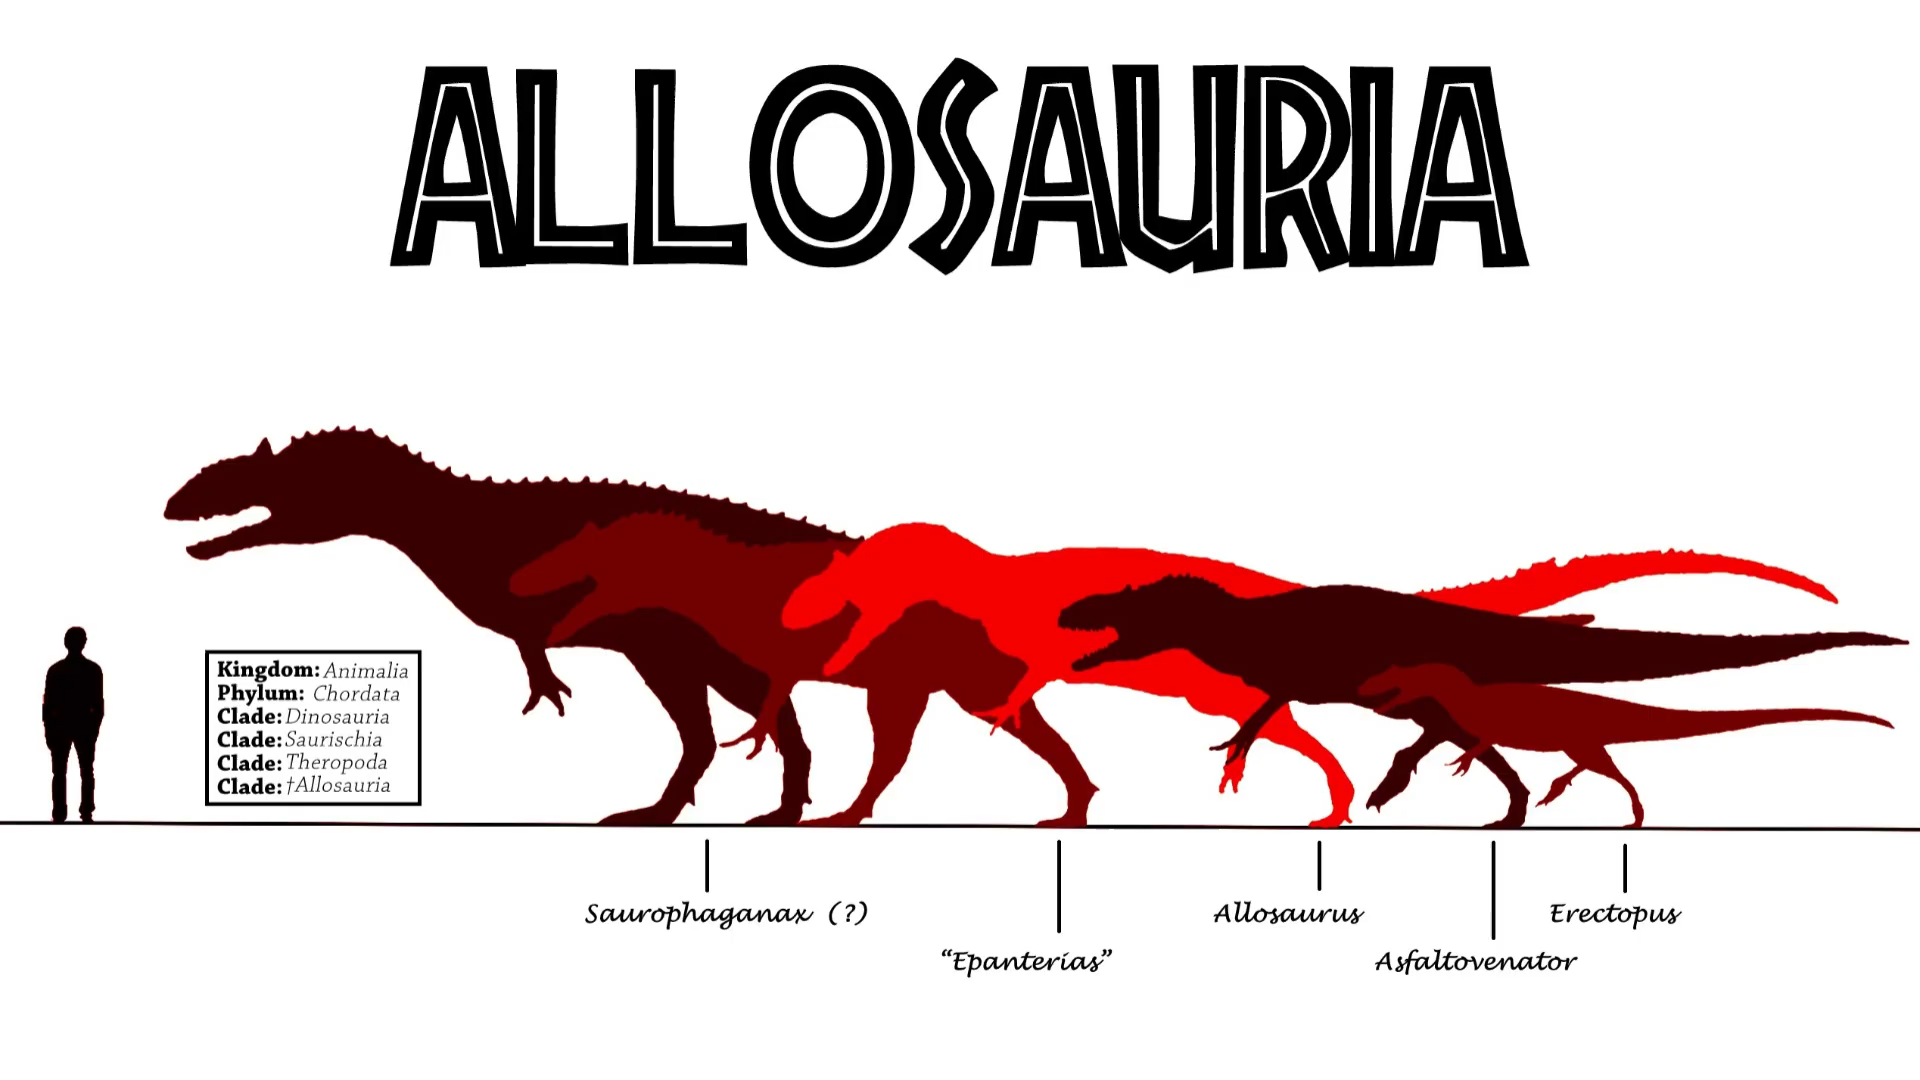 ALLOSAURIA
Kingdom: Animalia
Phylum: Chordata
Clade: Dinosauria
Clade: Saurischia
Clade: Theropoda
Clade: †Allosauria
Saurophaganax (?)
Allosaurus
Erectopus
“Epanterias”
Asfaltovenator